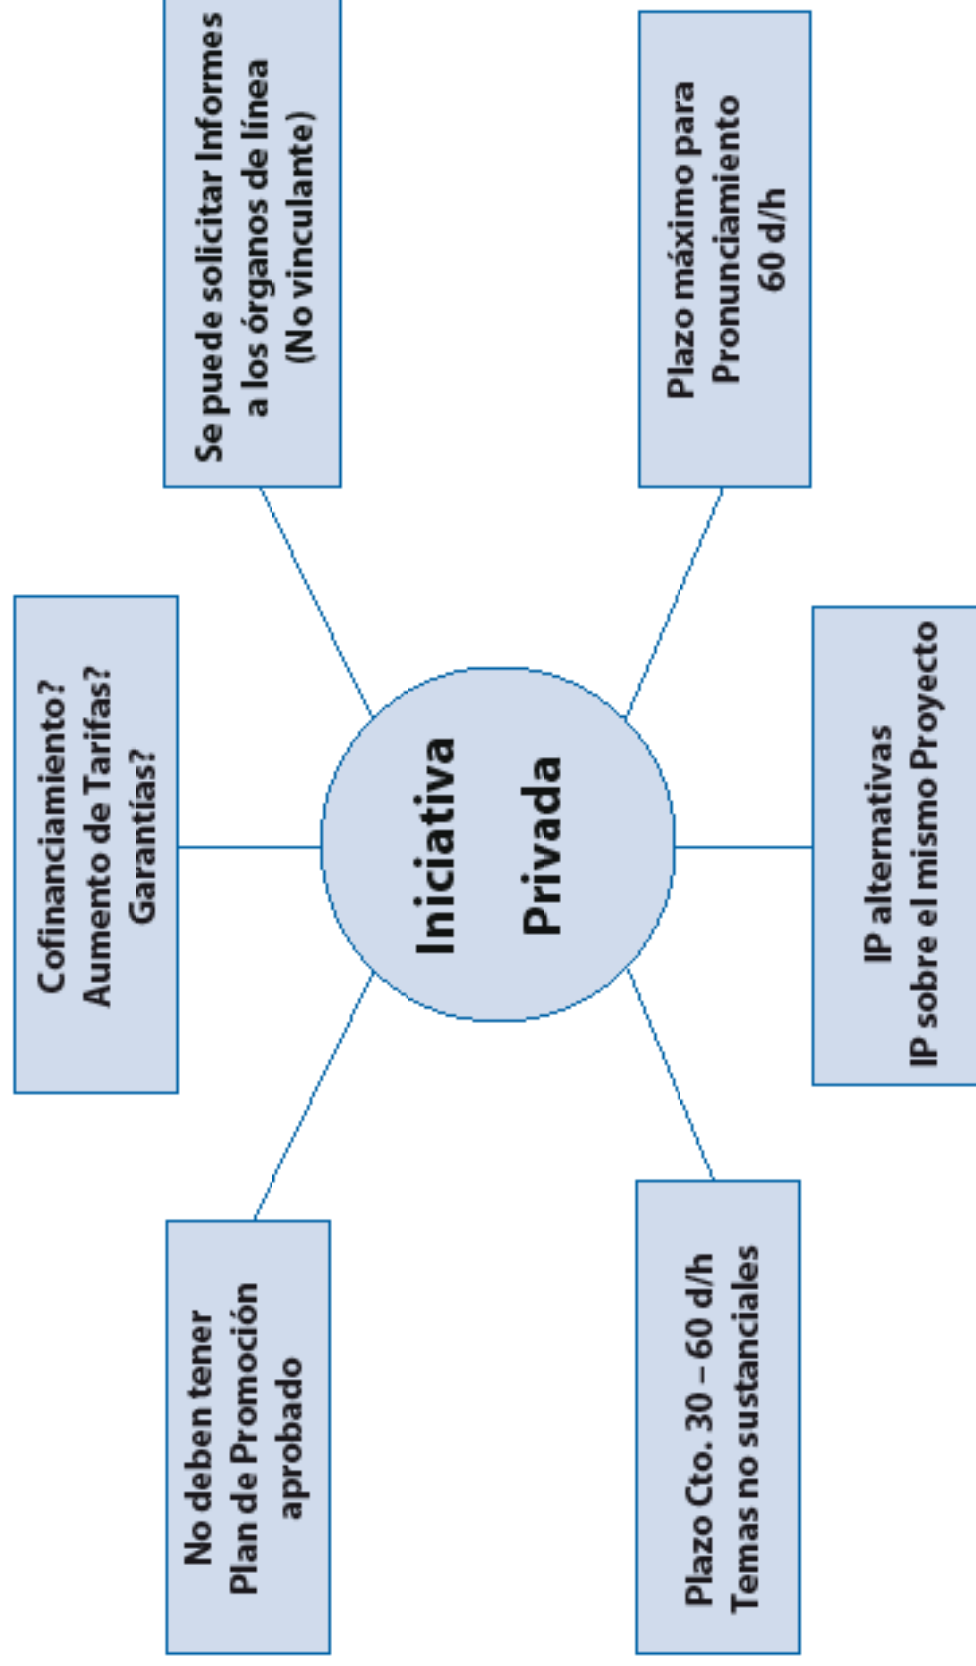 Cofinanciamiento?
Aumento de Tarifas?
Garantías?
No deben tener
Plan de Promoción
aprobado
Se puede solicitar Informes
a los órganos de línea
(No vinculante)
Iniciativa
Privada
Plazo Cto. 30 – 60 d/h
Temas no sustanciales
Plazo máximo para
Pronunciamiento
60 d/h
IP alternativas
IP sobre el mismo Proyecto